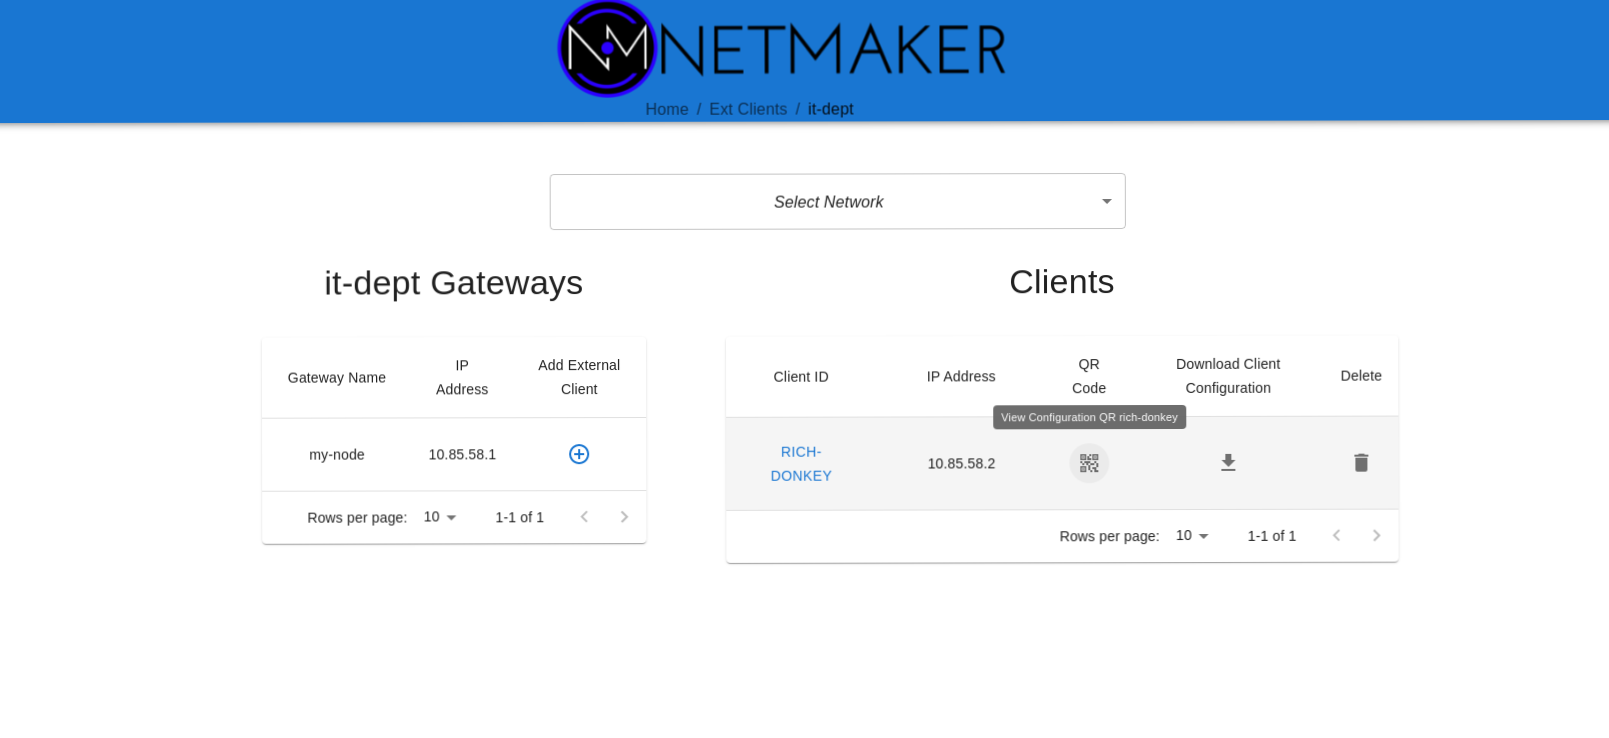 NM NETMAKER
Home / Ext Clients / it-dept
Select Network
it-dept Gateways
Gateway Name
IP
Address
Add External
Client
my-node
10.85.58.1
Rows per page: 10 1-1 of 1
Clients
Client ID
IP Address
QR
Code
Download Client
Configuration
Delete
View Configuration QR rich-donkey
RICH-
DONKEY
10.85.58.2
Rows per page: 10 1-1 of 1